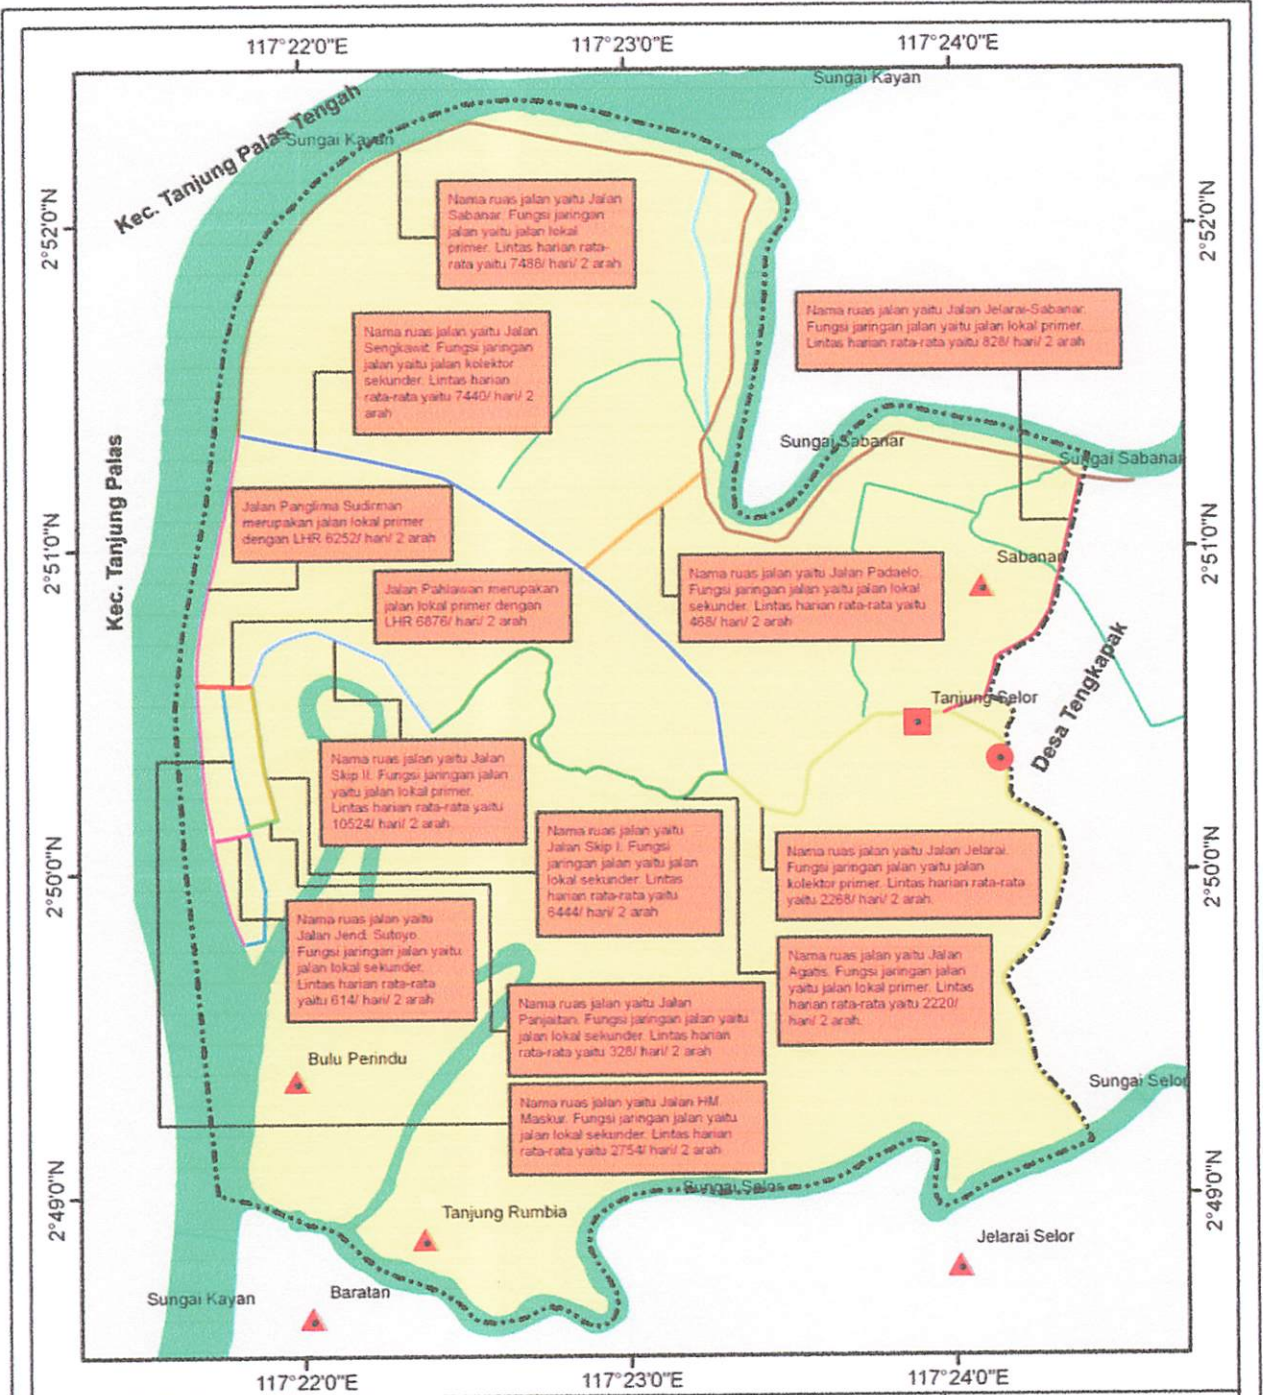 117°22'0"E
117°23'0"E
117°24'0"E
Sungai Kayan
Kec. Tanjung Palas Tengah
Sungai Kayan
2°52'0"N
2°52'0"N
Nama ruas jalan yaitu Jalan
Sabanar. Fungsi jaringan
jalan yaitu jalan lokal
primer. Lintas harian rata-
rata yaitu 7488/ hari/ 2 arah
Nama ruas jalan yaitu Jalan Jelarai-Sabanar.
Fungsi jaringan jalan yaitu jalan lokal primer.
Lintas harian rata-rata yaitu 828/ hari/ 2 arah
Nama ruas jalan yaitu Jalan
Sengkawit. Fungsi jaringan
jalan yaitu jalan kolektor
sekunder. Lintas harian
rata-rata yaitu 7440/ hari/ 2
arah
Sungai Sabanar
Sungai Sabanar
Kec. Tanjung Palas
Jalan Panglima Sudirman
merupakan jalan lokal primer
dengan LHR 6252/ hari/ 2 arah
2°51'0"N
2°51'0"N
Sabanar
Jalan Pahlawan merupakan
jalan lokal primer dengan
LHR 6876/ hari/ 2 arah
Nama ruas jalan yaitu Jalan Padaelo.
Fungsi jaringan jalan yaitu jalan lokal
sekunder. Lintas harian rata-rata yaitu
468/ hari/ 2 arah
Tanjung Selor
Desa Tengkapak
Nama ruas jalan yaitu Jalan
Skip II. Fungsi jaringan jalan
yaitu jalan lokal primer.
Lintas harian rata-rata yaitu
10524/ hari/ 2 arah
Nama ruas jalan yaitu
Jalan Skip I. Fungsi
jaringan jalan yaitu jalan
lokal sekunder. Lintas
harian rata-rata yaitu
6444/ hari/ 2 arah
Nama ruas jalan yaitu Jalan Jelarai.
Fungsi jaringan jalan yaitu jalan
kolektor primer. Lintas harian rata-rata
yaitu 2268/ hari/ 2 arah.
2°50'0"N
2°50'0"N
Nama ruas jalan yaitu
Jalan Jend. Sutoyo.
Fungsi jaringan jalan yaitu
jalan lokal sekunder.
Lintas harian rata-rata
yaitu 614/ hari/ 2 arah
Nama ruas jalan yaitu Jalan
Agatis. Fungsi jaringan jalan
yaitu jalan lokal primer. Lintas
harian rata-rata yaitu 2220/
hari/ 2 arah.
Nama ruas jalan yaitu Jalan
Panjaitan. Fungsi jaringan jalan yaitu
jalan lokal sekunder. Lintas harian
rata-rata yaitu 328/ hari/ 2 arah
Bulu Perindu
Sungai Selor
Nama ruas jalan yaitu Jalan HM.
Maskur. Fungsi jaringan jalan yaitu
jalan lokal sekunder. Lintas harian
rata-rata yaitu 2754/ hari/ 2 arah
2°49'0"N
2°49'0"N
Sungai Selor
Tanjung Rumbia
Jelarai Selor
Sungai Kayan
Baratan
117°22'0"E
117°23'0"E
117°24'0"E